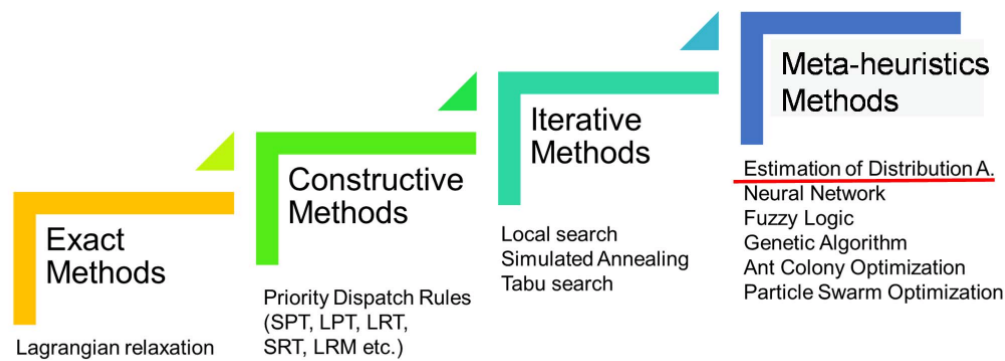 Exact
Methods
Lagrangian relaxation
Constructive
Methods
Priority Dispatch Rules
(SPT, LPT, LRT,
SRT, LRM etc.)
Iterative
Methods
Local search
Simulated Annealing
Tabu search
Meta-heuristics
Methods
Estimation of Distribution A.
Neural Network
Fuzzy Logic
Genetic Algorithm
Ant Colony Optimization
Particle Swarm Optimization